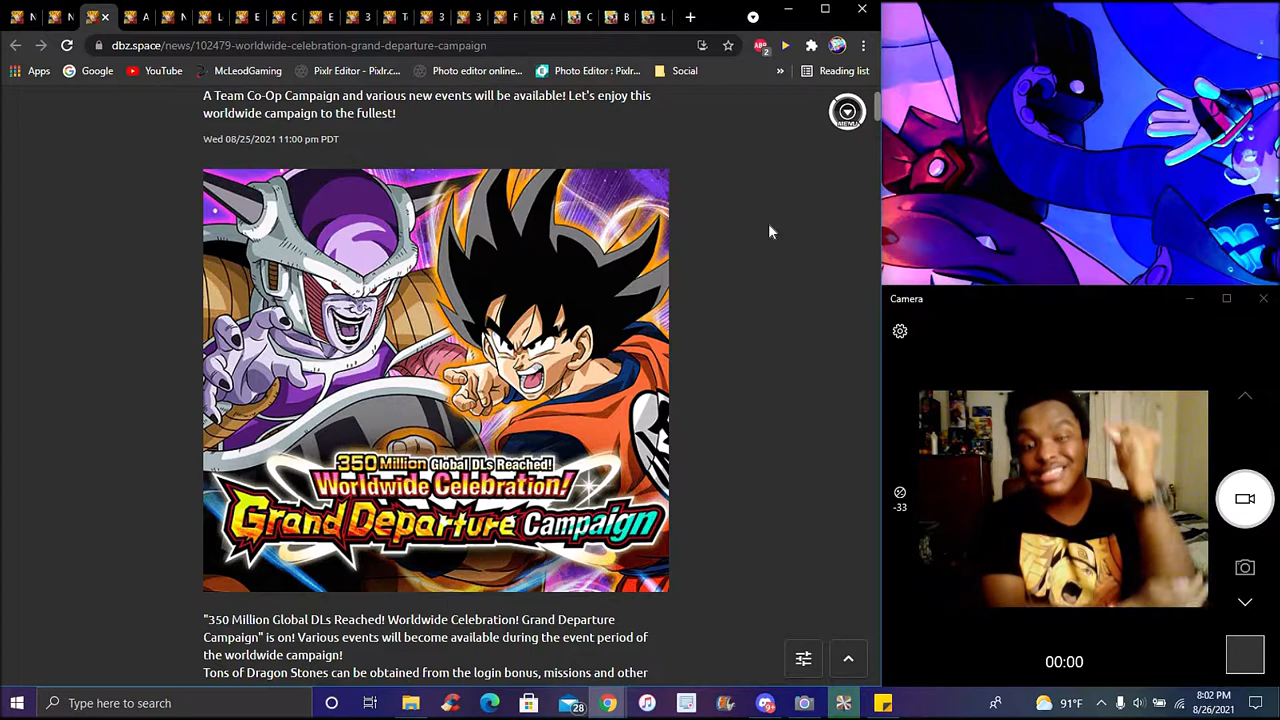 N N × A N L E C E 3 T 3 3 F A C B L
dbz.space/news/102479-worldwide-celebration-grand-departure-campaign
ABP
2
Apps Google YouTube McLeodGaming Pixlr Editor - Pixlr.c... Photo editor online... Photo Editor : Pixlr... Social » Reading list
A Team Co-Op Campaign and various new events will be available! Let's enjoy this
worldwide campaign to the fullest!
MENU
Wed 08/25/2021 11:00 pm PDT
350 Million Global DLs Reached!
Worldwide Celebration!
Grand Departure Campaign
"350 Million Global DLs Reached! Worldwide Celebration! Grand Departure
Campaign" is on! Various events will become available during the event period of
the worldwide campaign!
Tons of Dragon Stones can be obtained from the login bonus, missions and other
Camera
-33
00:00
Type here to search
28
91°F
8:02 PM
8/26/2021